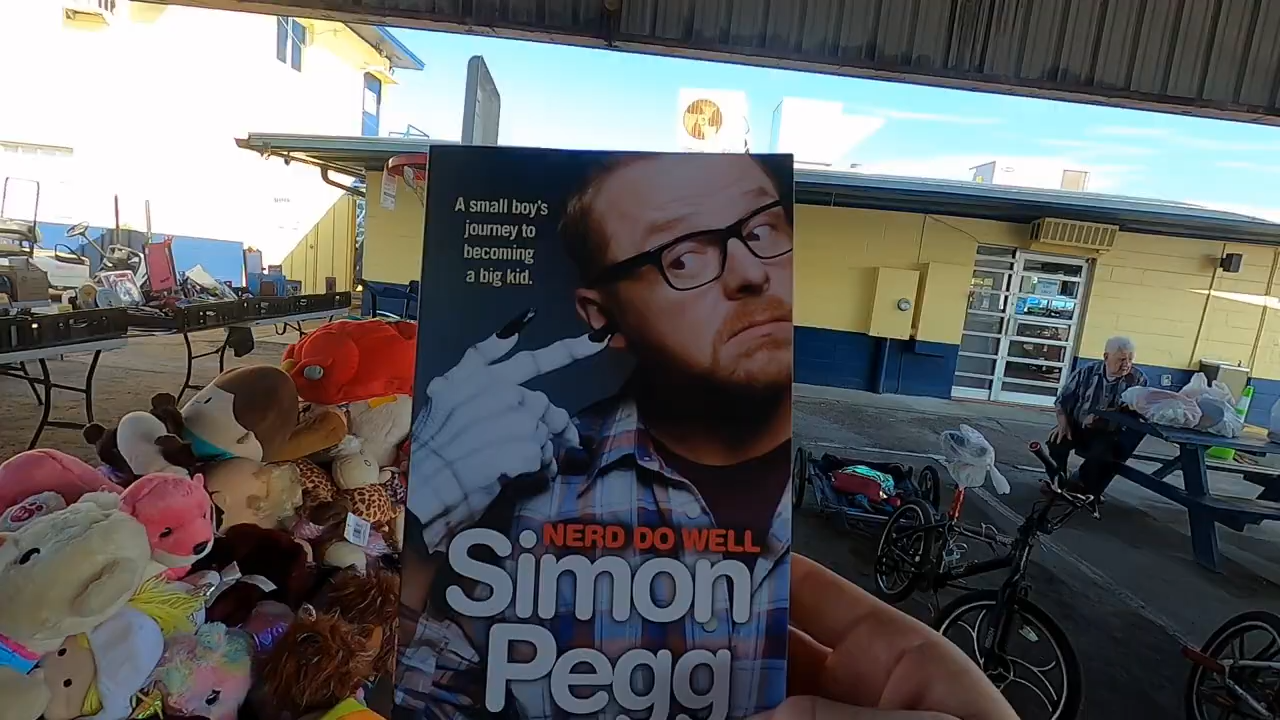 A small boy's
journey to
becoming
a big kid.
NERD DO WELL
Simon
Pegg